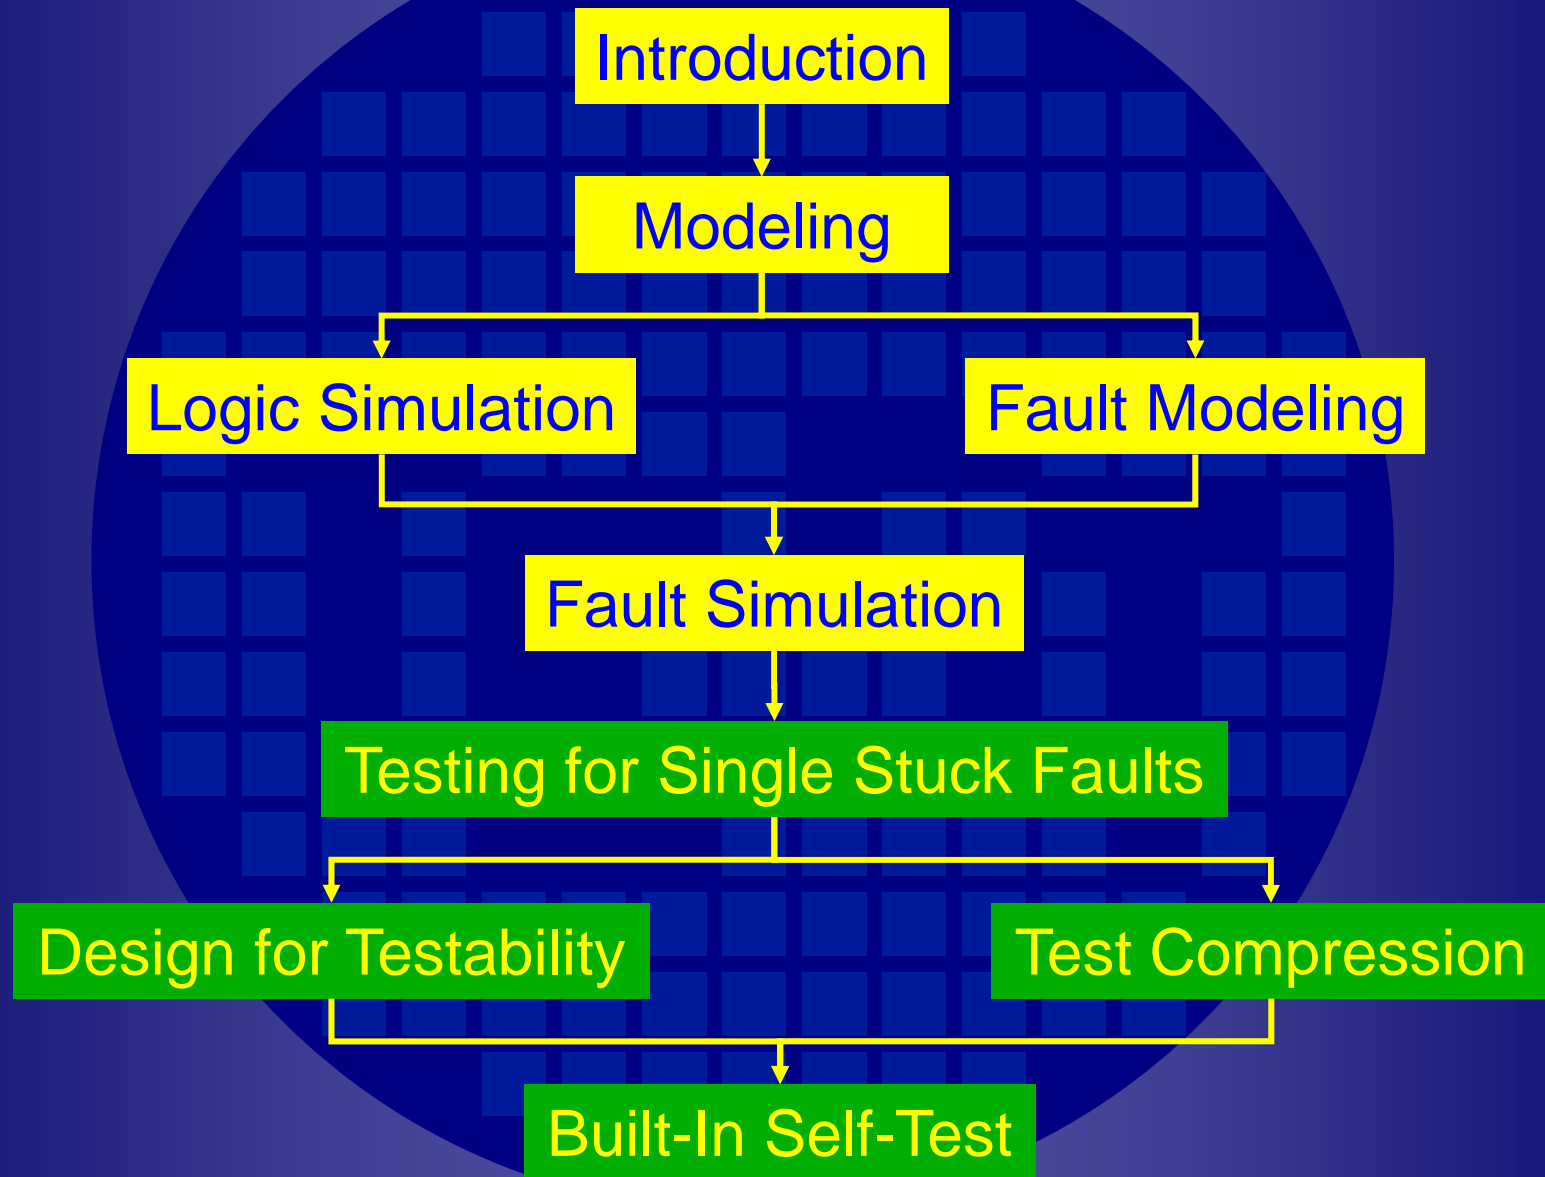 Introduction
Modeling
Logic Simulation
Fault Modeling
Fault Simulation
Testing for Single Stuck Faults
Design for Testability
Test Compression
Built-In Self-Test